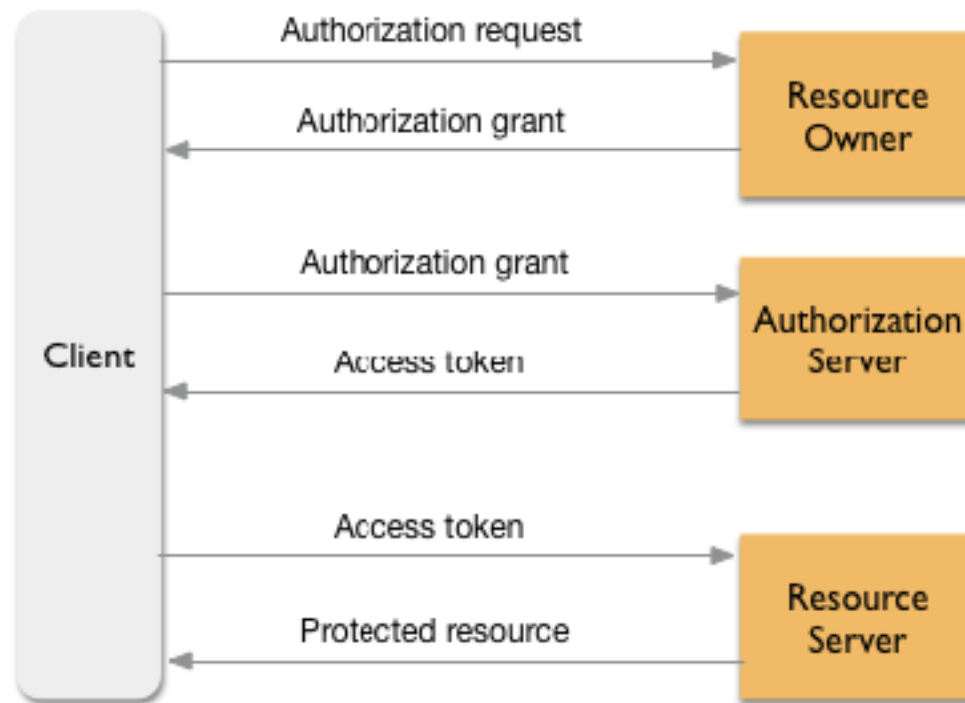 Authorization request
Resource
Owner
Authorization grant
Authorization grant
Authorization
Server
Client
Access token
Access token
Resource
Server
Protected resource